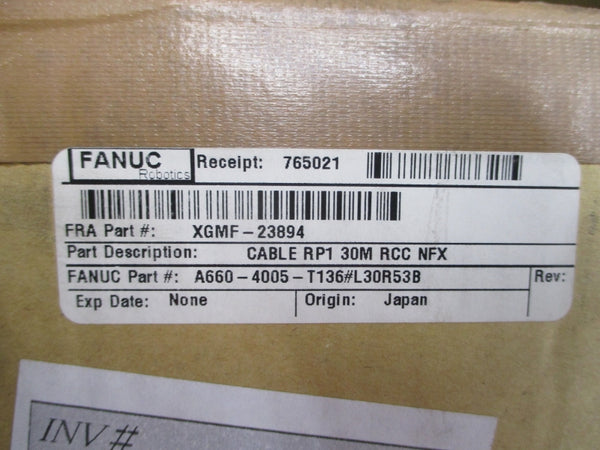 FANUC Robotics Receipt: 765021
FRA Part #: XGMF-23894
Part Description: CABLE RP1 30M RCC NFX
FANUC Part #: A660-4005-T136#L30R53B Rev:
Exp Date: None Origin: Japan
INV #